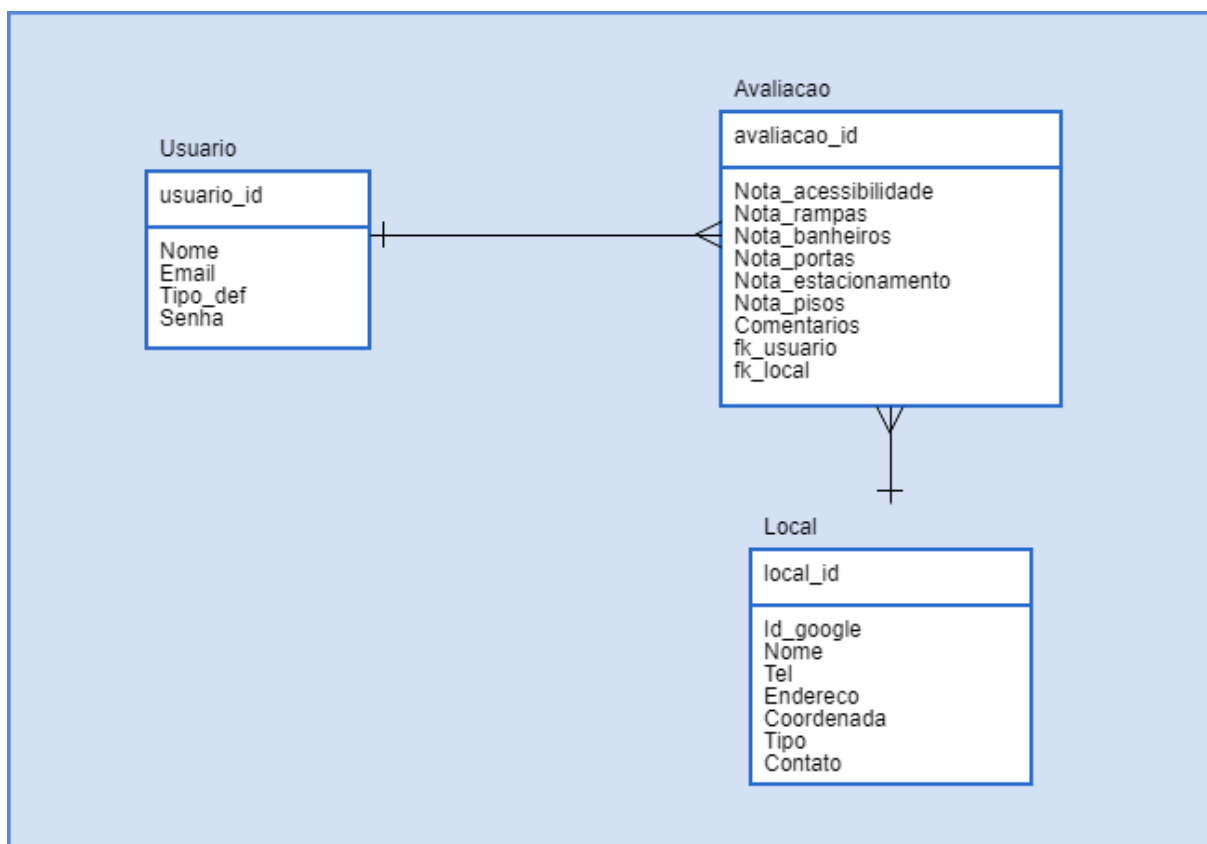 Usuario
usuario_id
Nome
Email
Tipo_def
Senha
Avaliacao
avaliacao_id
Nota_acessibilidade
Nota_rampas
Nota_banheiros
Nota_portas
Nota_estacionamento
Nota_pisos
Comentarios
fk_usuario
fk_local
Local
local_id
Id_google
Nome
Tel
Endereco
Coordenada
Tipo
Contato